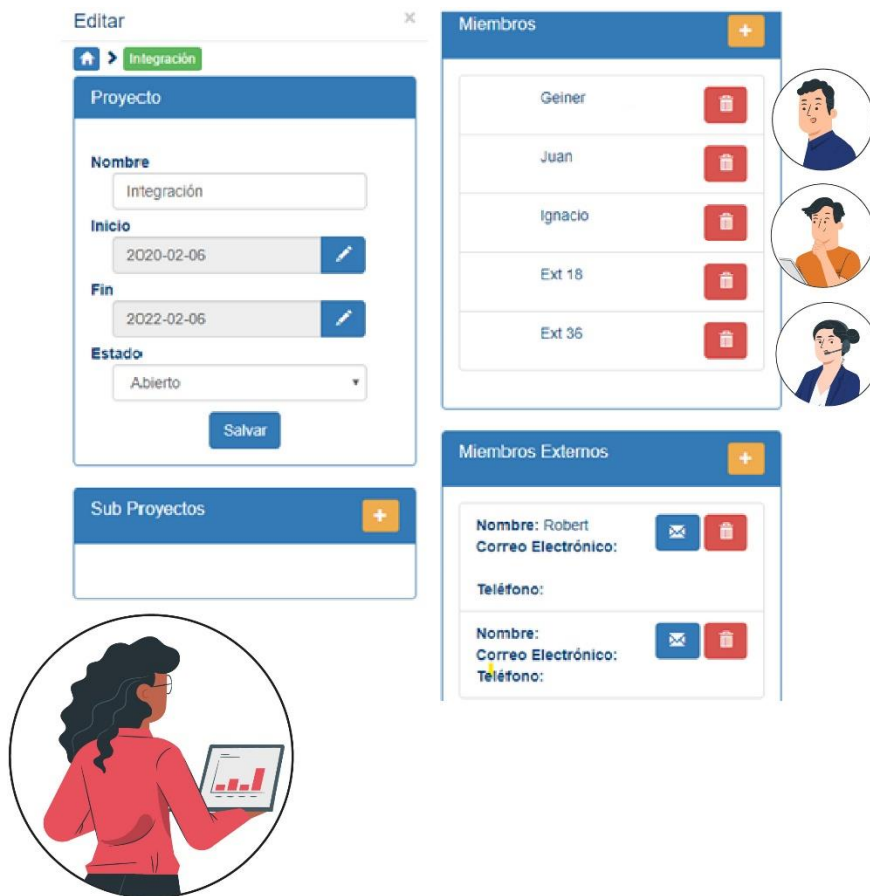 Editar
Integración
Proyecto
Nombre
Integración
Inicio
2020-02-06
Fin
2022-02-06
Estado
Abierto
Salvar
Sub Proyectos
Miembros
Geiner
Juan
Ignacio
Ext 18
Ext 36
Miembros Externos
Nombre: Robert
Correo Electrónico:
Teléfono:
Nombre:
Correo Electrónico:
Teléfono: